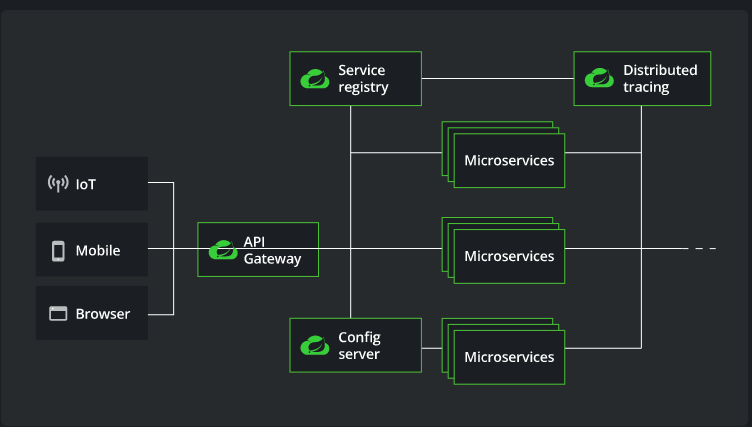 Service
registry
Distributed
tracing
Microservices
IoT
Mobile
API
Gateway
Microservices
Browser
Config
server
Microservices